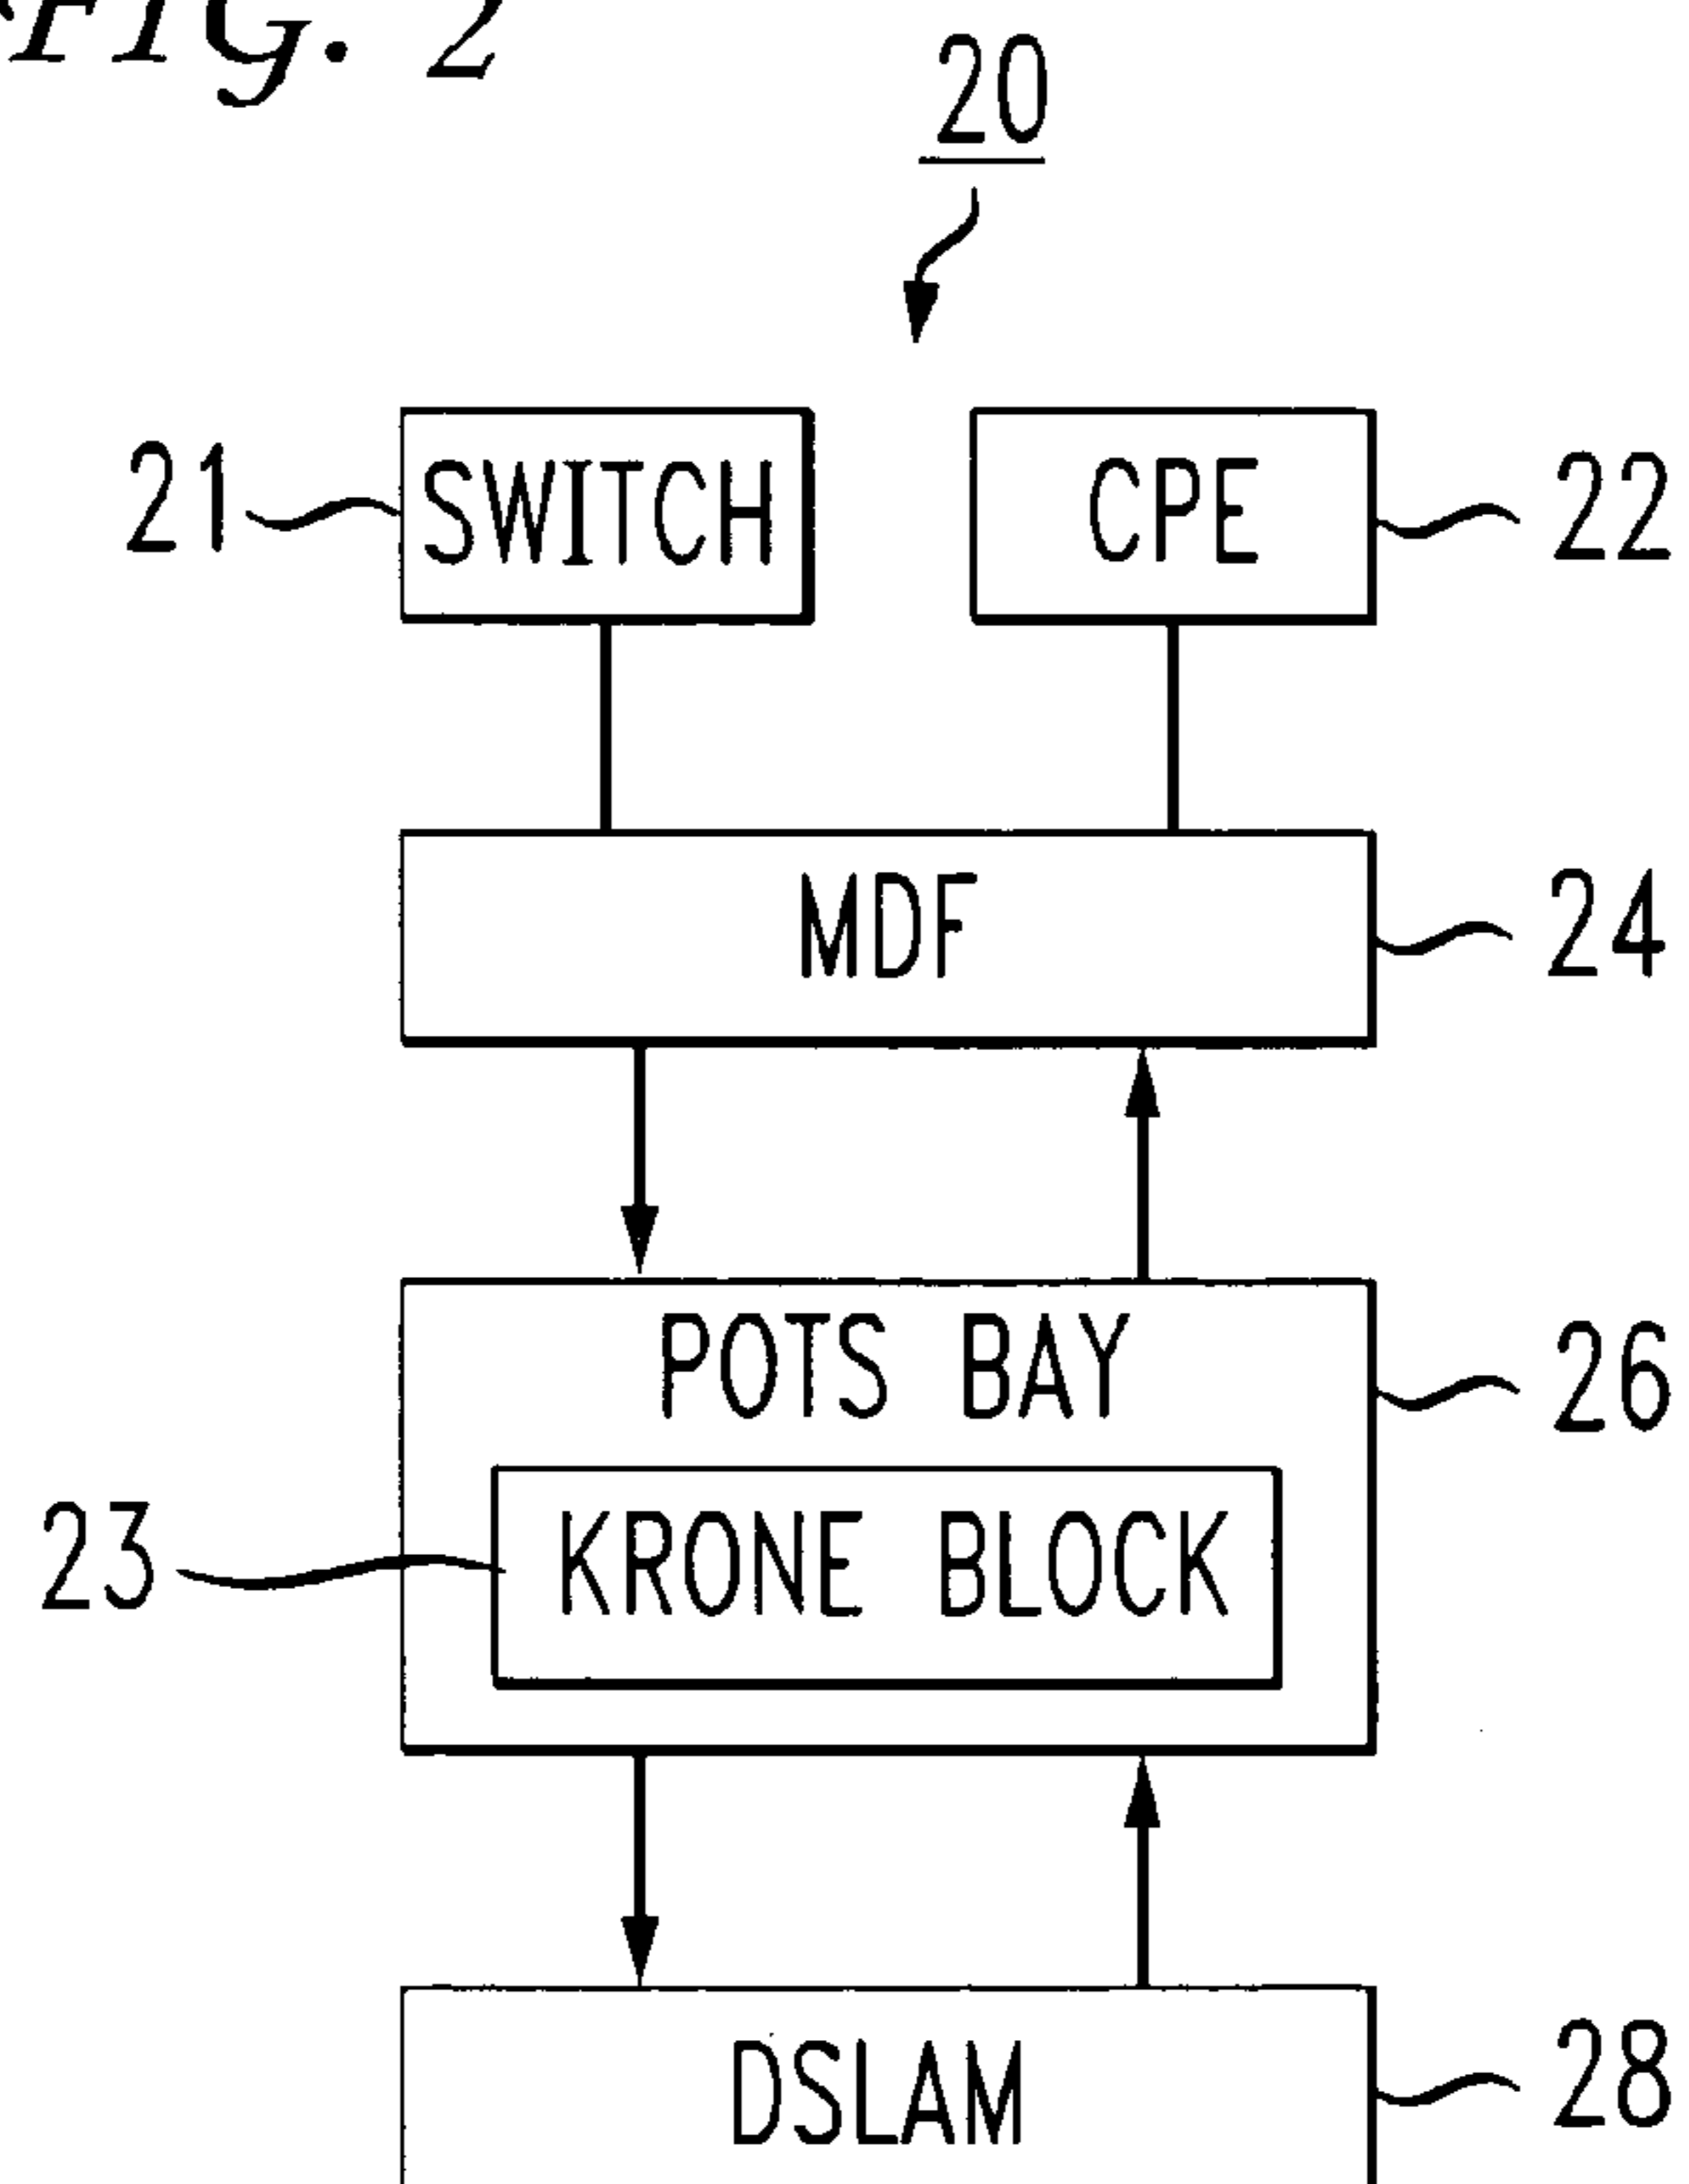 FIG. 2
20
21 SWITCH CPE 22
MDF 24
POTS BAY 26
23 KRONE BLOCK
DSLAM 28